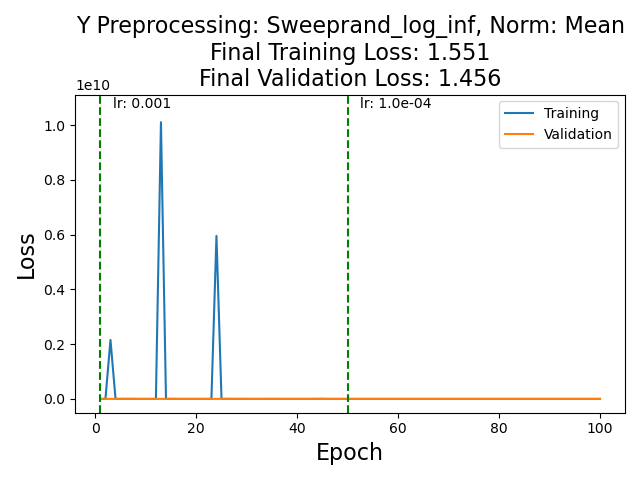 Y Preprocessing: Sweeprand_log_inf, Norm: Mean
Final Training Loss: 1.551
Final Validation Loss: 1.456
1e10
lr: 0.001
lr: 1.0e-04
Training
Validation
1.0
0.8
0.6
0.4
0.2
0.0
Loss
0
20
40
60
80
100
Epoch